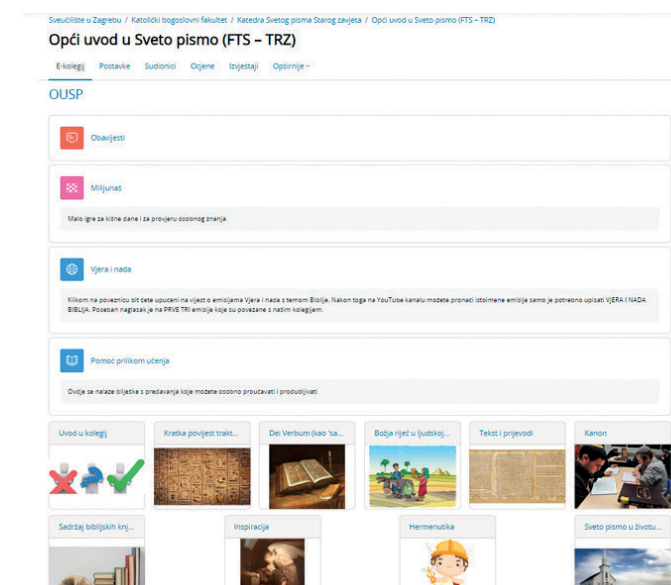 Sveučilište u Zagrebu / Katolički bogoslovni fakultet / Katedra Svetog pisma Starog zavjeta / Opći uvod u Sveto pismo (FTS – TRZ)
Opći uvod u Sveto pismo (FTS – TRZ)
E-kolegij Postavke Sudionici Ocjene Izvještaji Opširnije
OUSP
Obavijesti
Milijunaš
Malo igre za kišne dane i za provjeru osobnog znanja
Vjera i nada
Klikom na poveznicu bit ćete upućeni na vijest o emisijama Vjera i nada s temom Biblije. Nakon toga na YouTube kanalu možete pronaći istoimene emisije samo je potrebno upisati VJERA I NADA
BIBLIJA. Poseban naglasak je na PRVE TRI emisije koje su povezane s našim kolegijem.
Pomoć prilikom učenja
Ovdje se nalaze bilješke s predavanja koje možete osobno proučavati i produbljivati
Uvod u kolegij Kratka povijest trakt... Dei Verbum (kao 'sa... Božja riječ u ljudskoj... Tekst i prijevodi Kanon
Sadržaj biblijskih knj... Inspiracija Hermenutika Sveto pismo u životu...